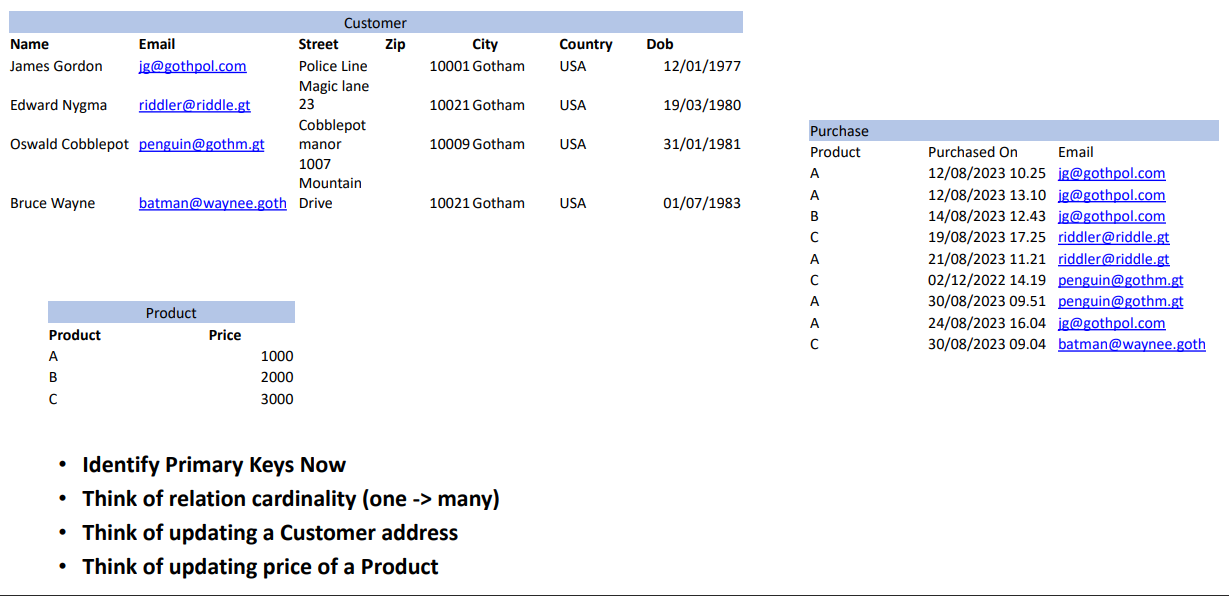 Customer
Name Email Street Zip City Country Dob
James Gordon jg@gothpol.com Police Line 10001 Gotham USA 12/01/1977
Magic lane
Edward Nygma riddler@riddle.gt 23 10021 Gotham USA 19/03/1980
Cobblepot
Oswald Cobblepot penguin@gothm.gt manor 10009 Gotham USA 31/01/1981
1007
Mountain
Bruce Wayne batman@waynee.goth Drive 10021 Gotham USA 01/07/1983
Purchase
Product Purchased On Email
A 12/08/2023 10.25 jg@gothpol.com
A 12/08/2023 13.10 jg@gothpol.com
B 14/08/2023 12.43 jg@gothpol.com
C 19/08/2023 17.25 riddler@riddle.gt
A 21/08/2023 11.21 riddler@riddle.gt
C 02/12/2022 14.19 penguin@gothm.gt
A 30/08/2023 09.51 penguin@gothm.gt
A 24/08/2023 16.04 jg@gothpol.com
C 30/08/2023 09.04 batman@waynee.goth
Product
Product Price
A 1000
B 2000
C 3000
• Identify Primary Keys Now
• Think of relation cardinality (one -> many)
• Think of updating a Customer address
• Think of updating price of a Product